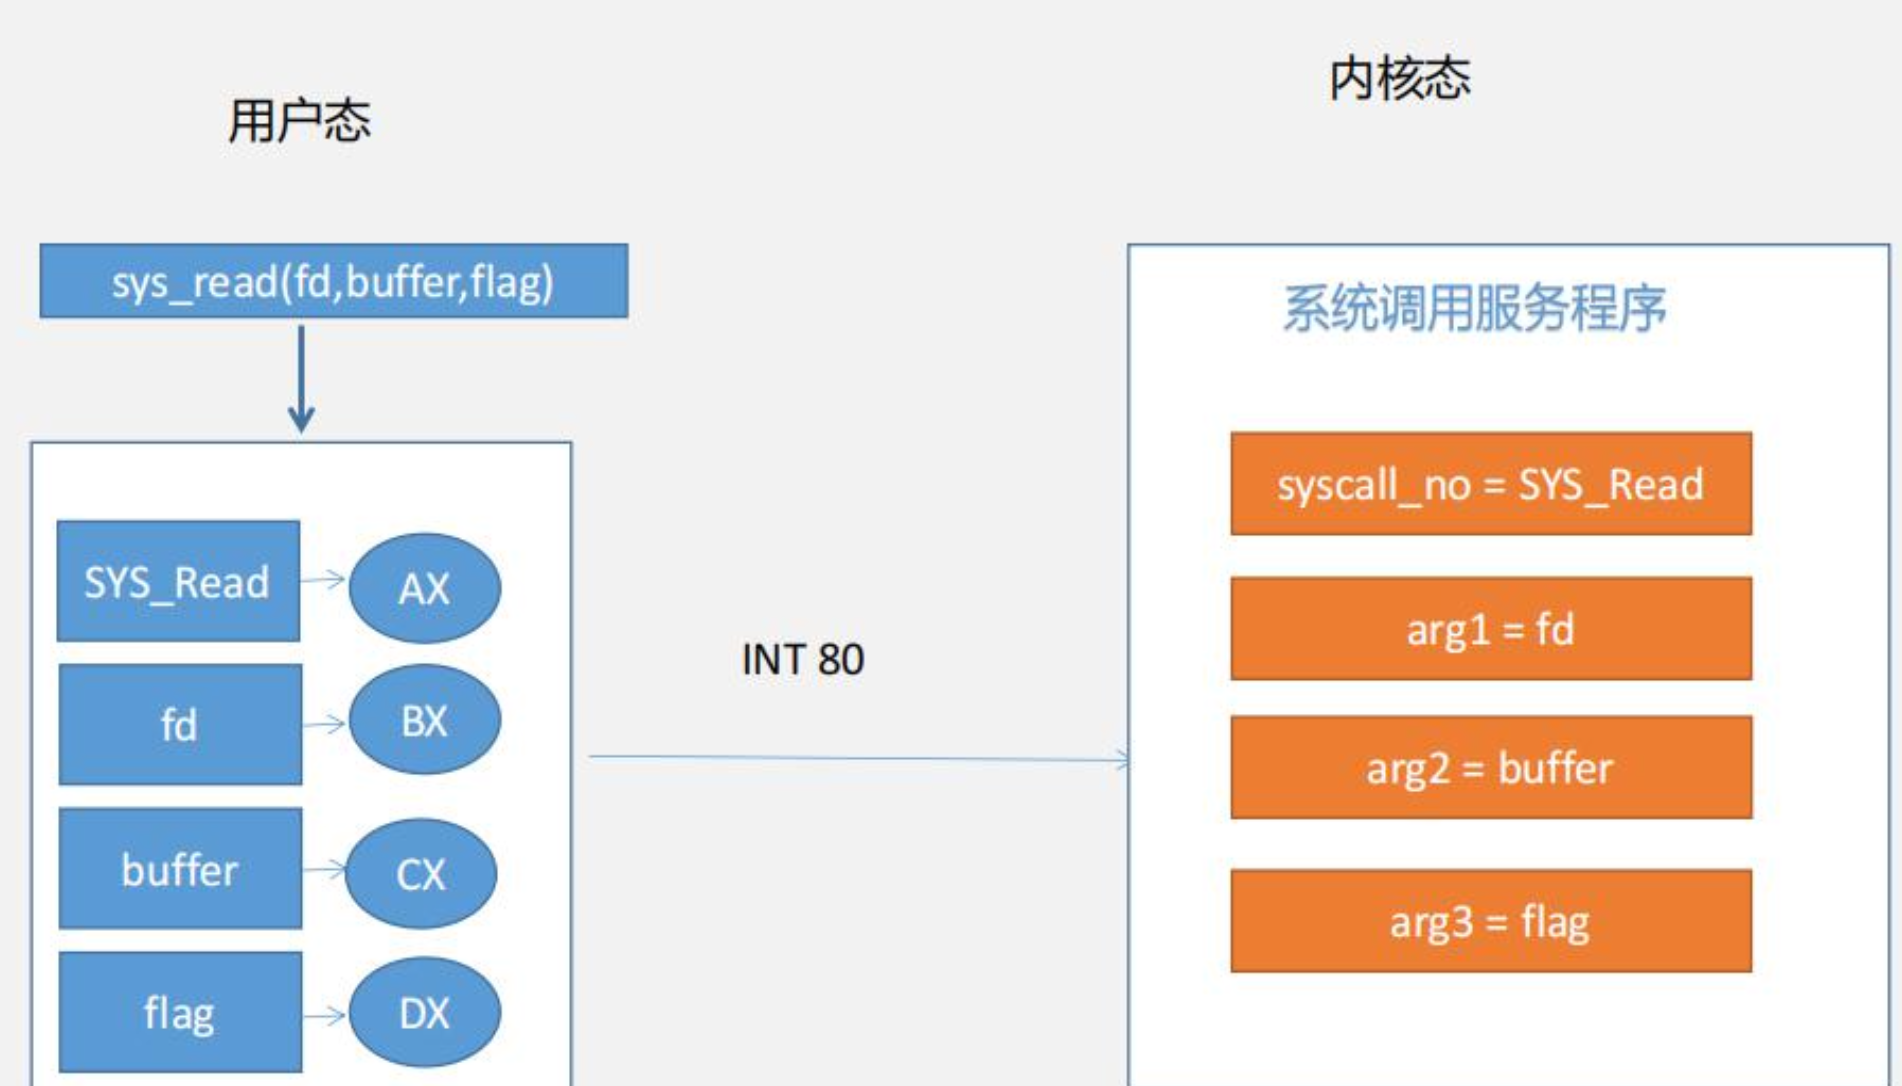 用户态
内核态
sys_read(fd,buffer,flag)
系统调用服务程序
SYS_Read
AX
fd
BX
buffer
CX
flag
DX
INT 80
syscall_no = SYS_Read
arg1 = fd
arg2 = buffer
arg3 = flag